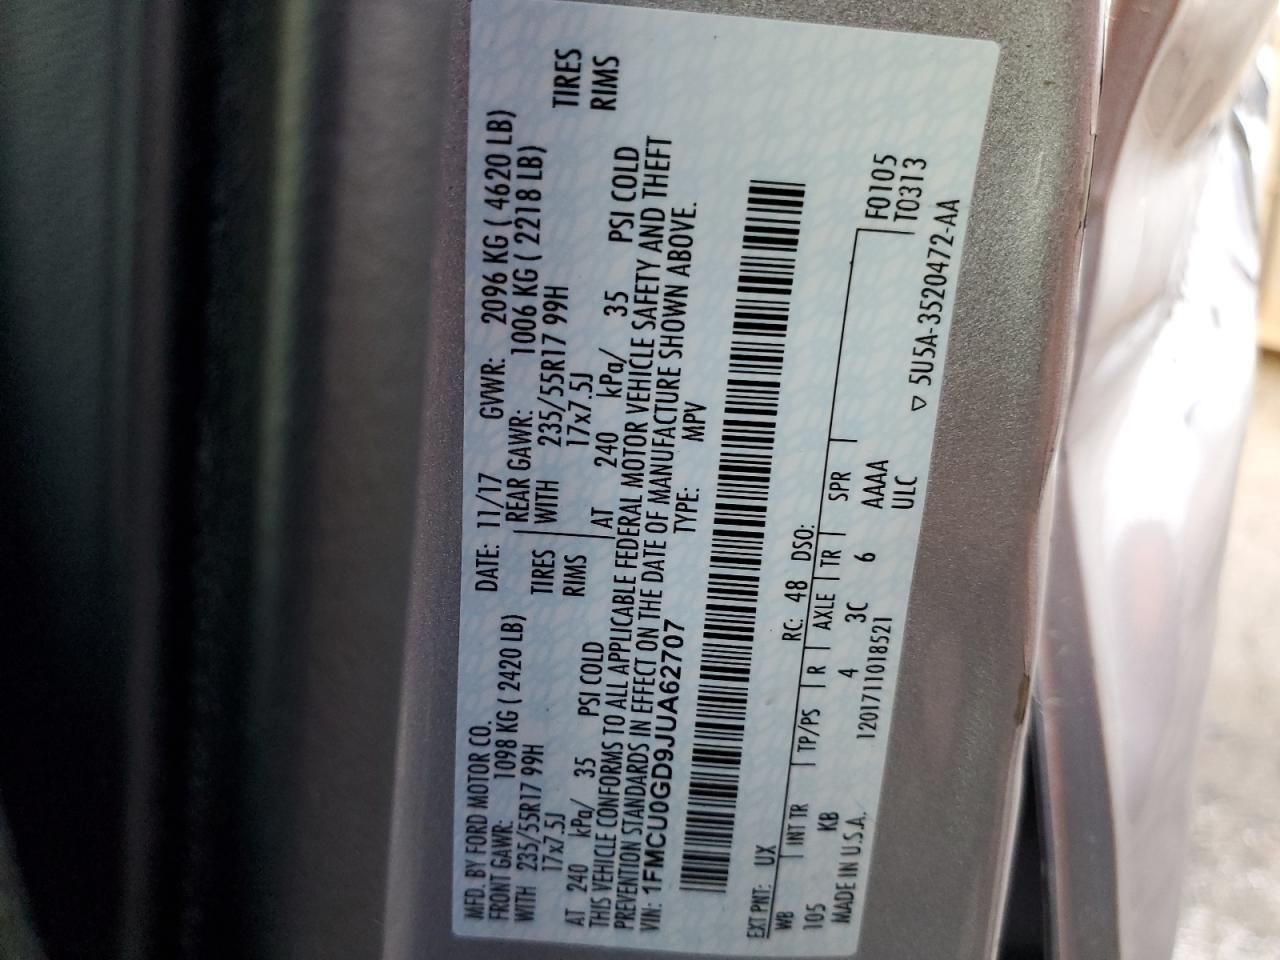 MFD. BY FORD MOTOR CO. DATE: 11/17 GVWR: 2096 KG ( 4620 LB)
FRONT GAWR: 1098 KG ( 2420 LB) REAR GAWR: 1006 KG ( 2218 LB)
WITH 235/55R17 99H TIRES WITH 235/55R17 99H TIRES
17x7.5J RIMS 17x7.5J RIMS
AT 240 kPa/ 35 PSI COLD AT 240 kPa/ 35 PSI COLD
THIS VEHICLE CONFORMS TO ALL APPLICABLE FEDERAL MOTOR VEHICLE SAFETY AND THEFT
PREVENTION STANDARDS IN EFFECT ON THE DATE OF MANUFACTURE SHOWN ABOVE.
VIN: 1FMCU0GD9JUA62707 TYPE: MPV
EXT PNT: UX RC: 48 DSO:
WB INT TR TP/PS R AXLE TR SPR F0105
105 KB 4 3C 6 AAAA T0313
MADE IN U.S.A. 1201711018521 ULC
▽ 5U5A-3520472-AA